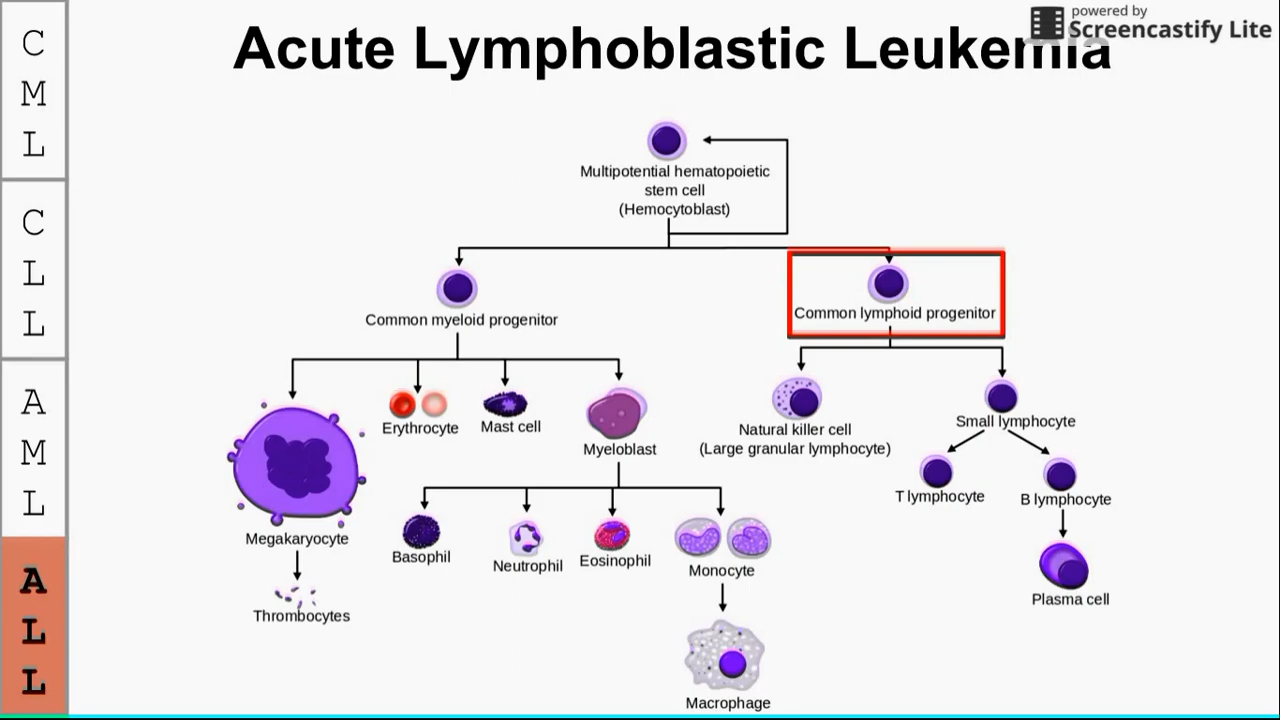 powered by
Screencastify Lite
Acute Lymphoblastic Leukemia
C
M
L
C
L
L
A
M
L
A
L
L
Multipotential hematopoietic
stem cell
(Hemocytoblast)
Common myeloid progenitor
Common lymphoid progenitor
Erythrocyte
Mast cell
Myeloblast
Natural killer cell
(Large granular lymphocyte)
Small lymphocyte
T lymphocyte
B lymphocyte
Megakaryocyte
Basophil
Neutrophil
Eosinophil
Monocyte
Plasma cell
Thrombocytes
Macrophage